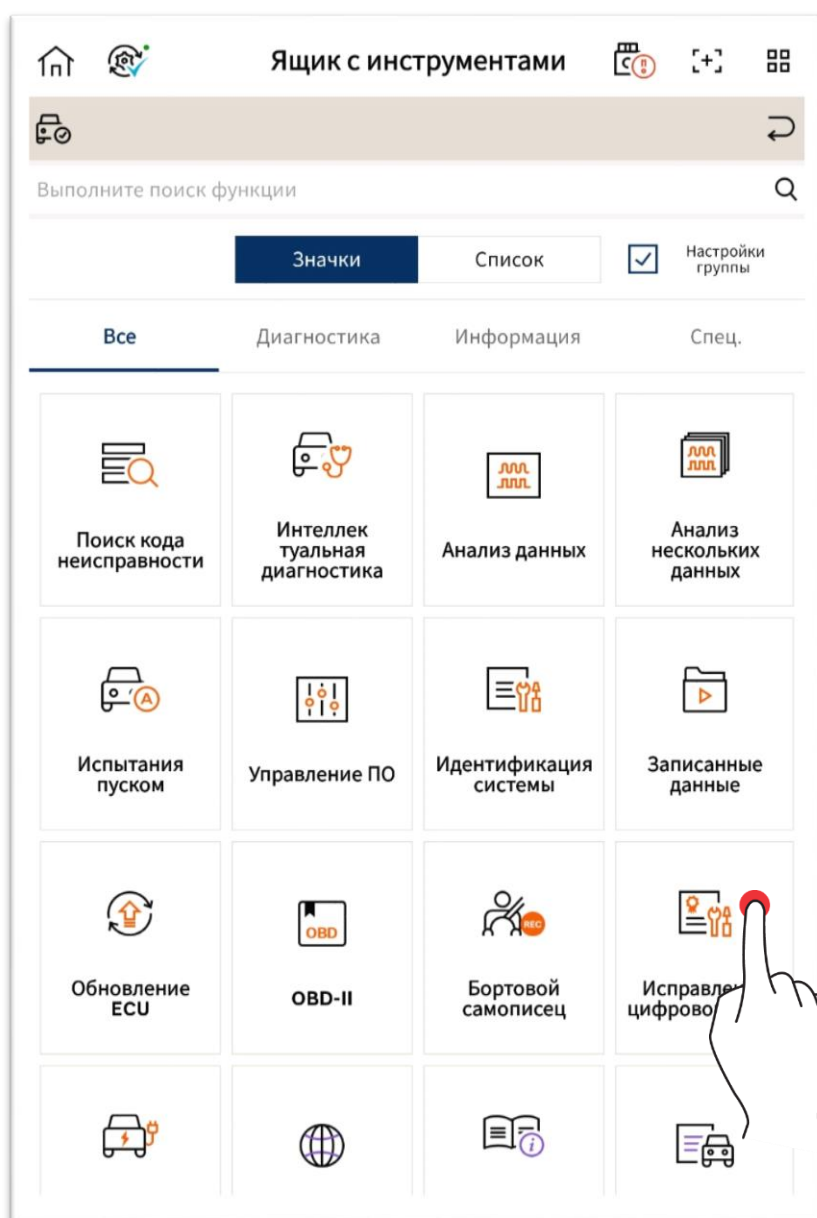 Ящик с инструментами
Выполните поиск функции
Значки
Список
Настройки
группы
Все
Диагностика
Информация
Спец.
Поиск кода
неисправности
Интеллек
туальная
диагностика
Анализ данных
Анализ
нескольких
данных
A
Испытания
пуском
Управление ПО
Идентификация
системы
Записанные
данные
Обновление
ECU
OBD
OBD-II
REC
Бортовой
самописец
i